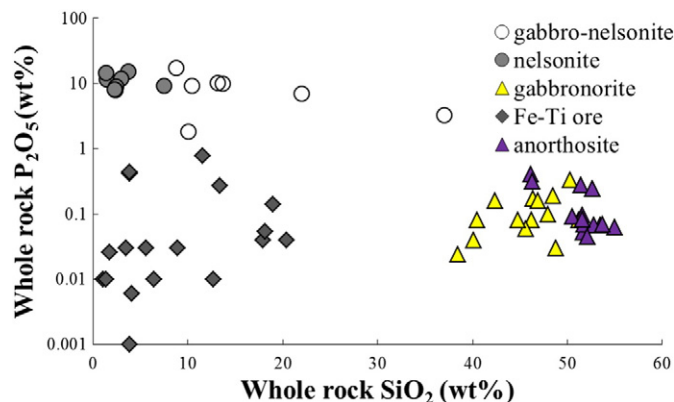 100
10
1
0.1
0.01
0.001
Whole rock P₂O₅ (wt%)
gabbro-nelsonite
nelsonite
gabbronorite
Fe-Ti ore
anorthosite
0 10 20 30 40 50 60
Whole rock SiO₂ (wt%)